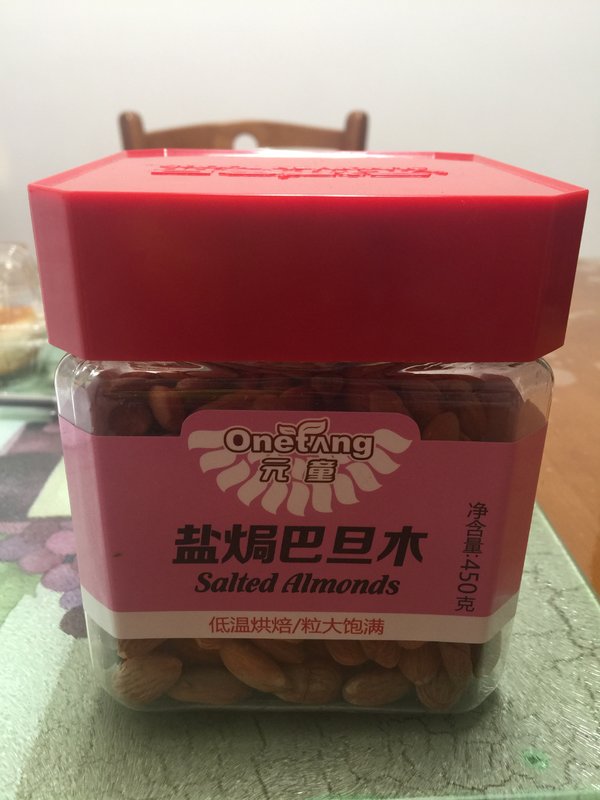 Onetang
元童
盐焗巴旦木
Salted Almonds
净含量:450克
低温烘焙/粒大饱满